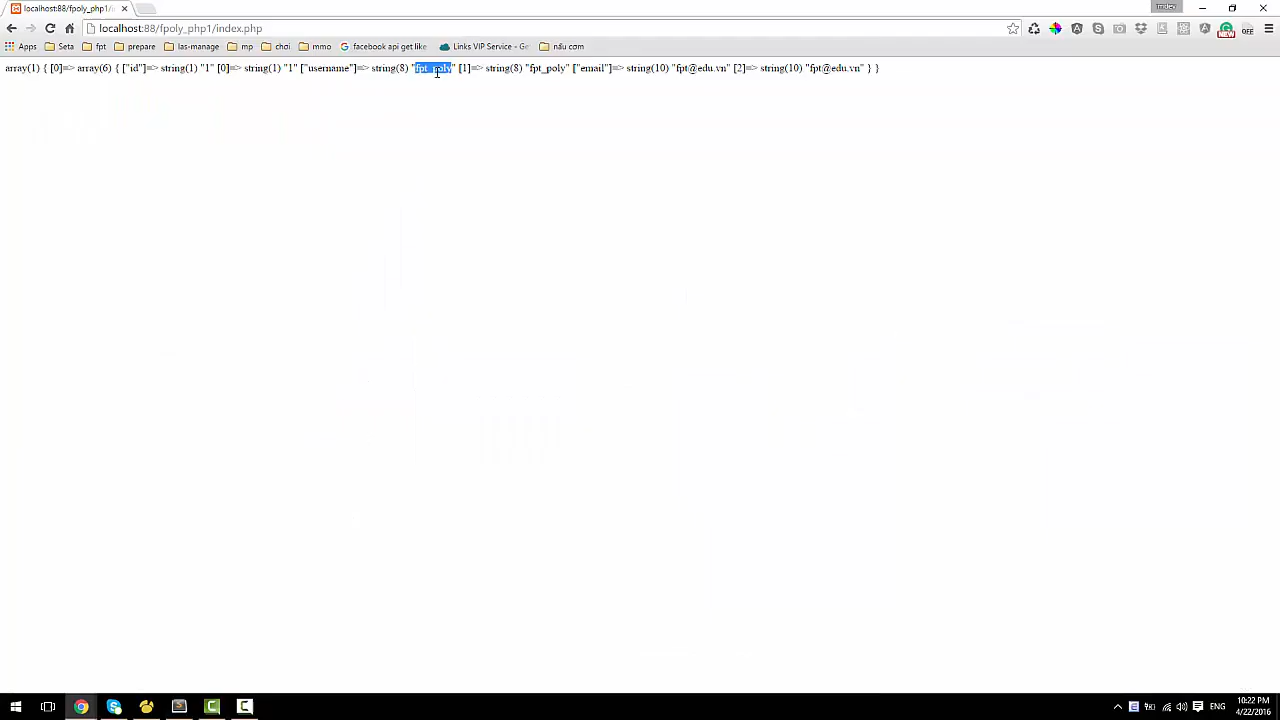 localhost:88/fpoly_php1/i
localhost:88/fpoly_php1/index.php
Apps Seta fpt prepare las-manage mp choi mmo facebook api get like Links VIP Service - Ge ndu com
array(1) { [0]=> array(6) { ["id"]=> string(1) "1" [0]=> string(1) "1" ["username"]=> string(8) "fpt_poly" [1]=> string(8) "fpt_poly" ["email"]=> string(10) "fpt@edu.vn" [2]=> string(10) "fpt@edu.vn" } }
ENG
10:22 PM
4/22/2016